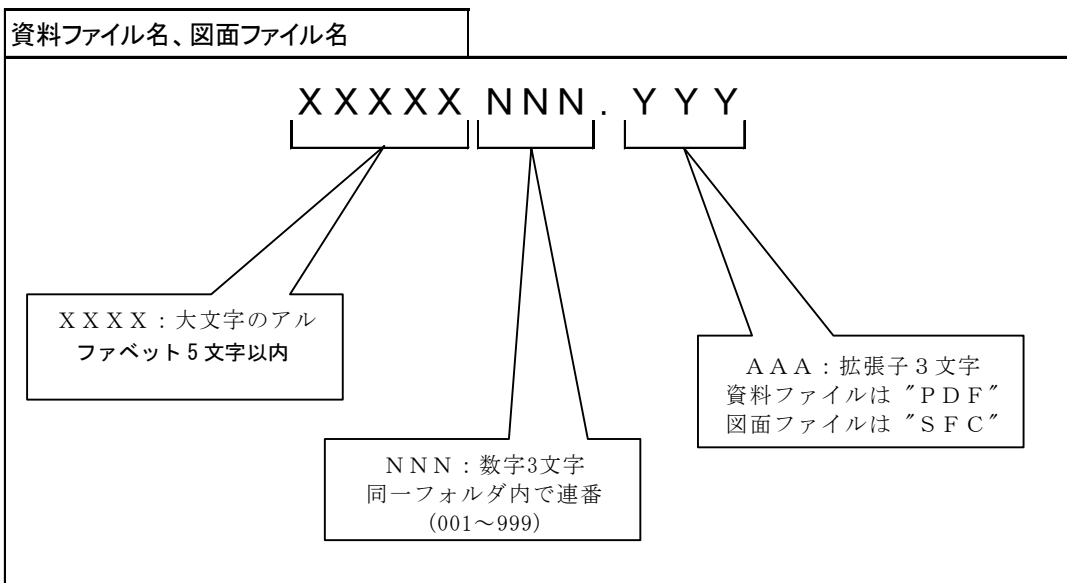 資料ファイル名、図面ファイル名
ＸＸＸＸＸ ＮＮＮ． ＹＹＹ
ＸＸＸＸ：大文字のアル
ファベット５文字以内
ＡＡＡ：拡張子３文字
資料ファイルは ″ＰＤＦ″
図面ファイルは ″ＳＦＣ″
ＮＮＮ：数字3文字
同一フォルダ内で連番
(001～999)